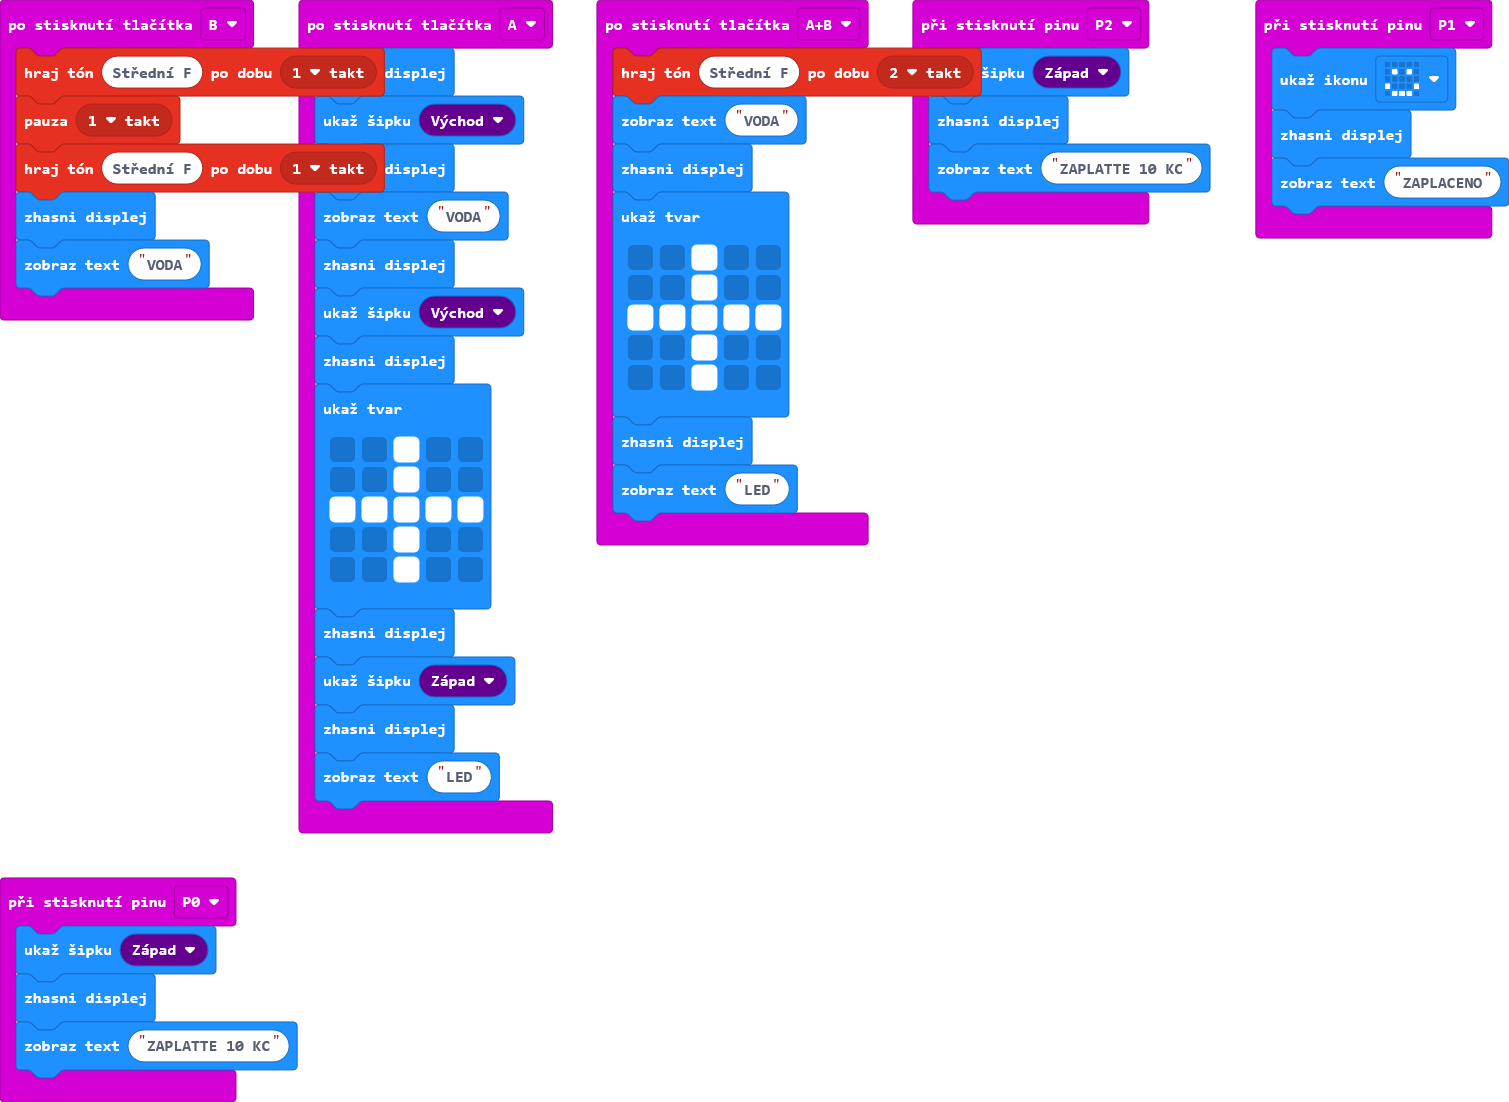 po stisknutí tlačítka B
hraj tón Střední F po dobu 1 takt
pauza 1 takt
hraj tón Střední F po dobu 1 takt
zhasni displej
zobraz text "VODA"
po stisknutí tlačítka A
displej
ukaž šipku Východ
displej
zobraz text "VODA"
zhasni displej
ukaž šipku Východ
zhasni displej
ukaž tvar
zhasni displej
ukaž šipku Západ
zhasni displej
zobraz text "LED"
po stisknutí tlačítka A+B
hraj tón Střední F po dobu 2 takt
zobraz text "VODA"
zhasni displej
ukaž tvar
zhasni displej
zobraz text "LED"
při stisknutí pinu P2
šipku Západ
zhasni displej
zobraz text "ZAPLATTE 10 KC"
při stisknutí pinu P1
ukaž ikonu
zhasni displej
zobraz text "ZAPLACENO"
při stisknutí pinu P0
ukaž šipku Západ
zhasni displej
zobraz text "ZAPLATTE 10 KC"